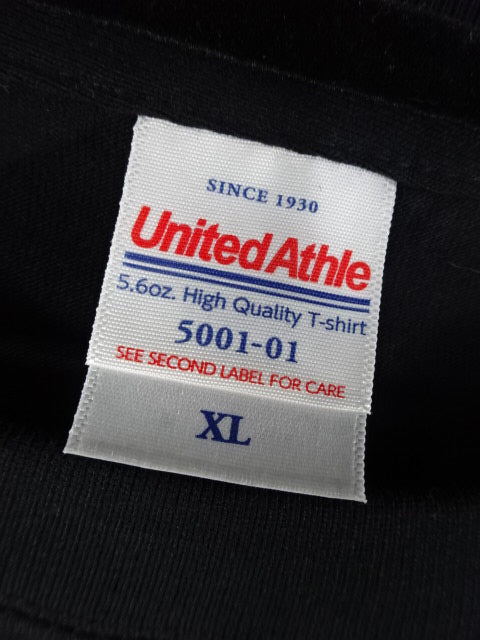 SINCE 1930
United Athle
5.6oz. High Quality T-shirt
5001-01
SEE SECOND LABEL FOR CARE
XL